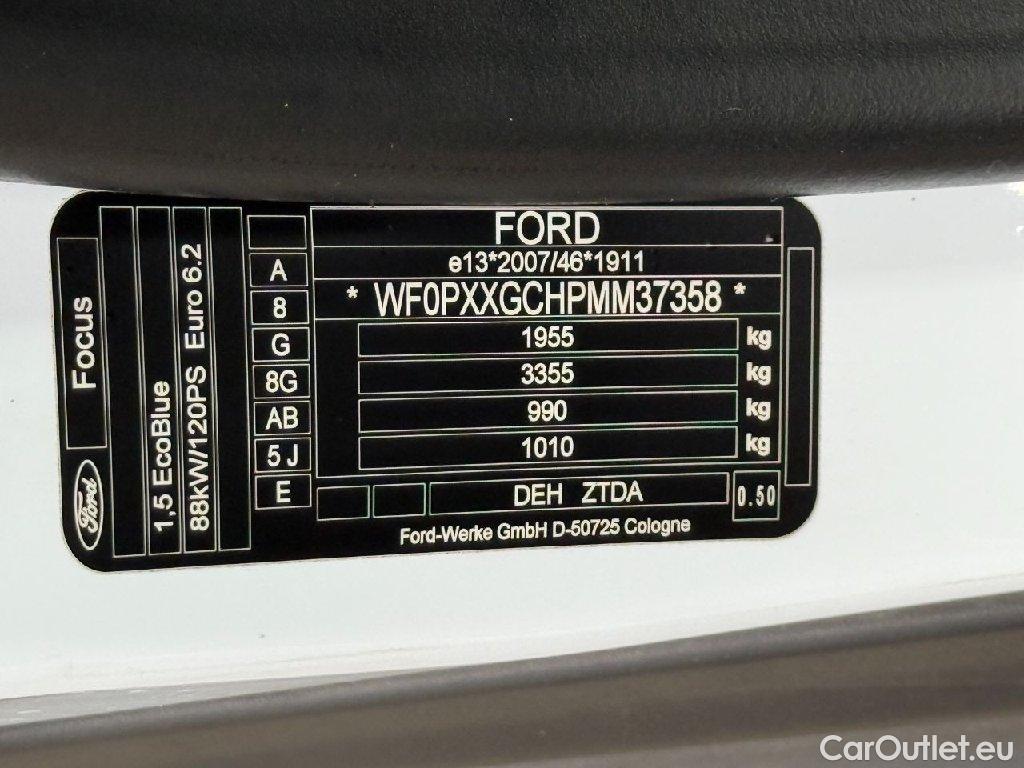 Focus
Ford
1,5 EcoBlue
88kW/120PS Euro 6.2
A
8
G
8G
AB
5 J
E
FORD
e13*2007/46*1911
* WF0PXXGCHPMM37358 *
1955 kg
3355 kg
990 kg
1010 kg
DEH ZTDA 0.50
Ford-Werke GmbH D-50725 Cologne
CarOutlet.eu